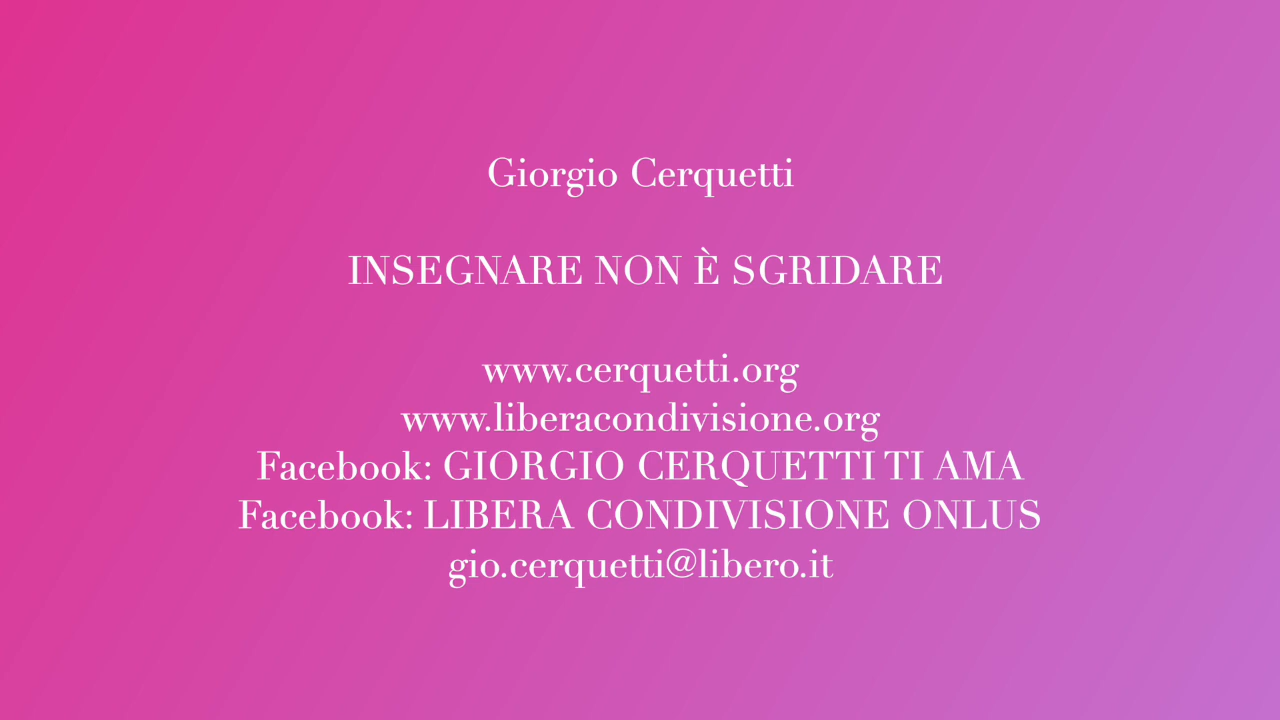 Giorgio Cerquetti
INSEGNARE NON È SGRIDARE
www.cerquetti.org
www.liberacondivisione.org
Facebook: GIORGIO CERQUETTI TI AMA
Facebook: LIBERA CONDIVISIONE ONLUS
gio.cerquetti@libero.it